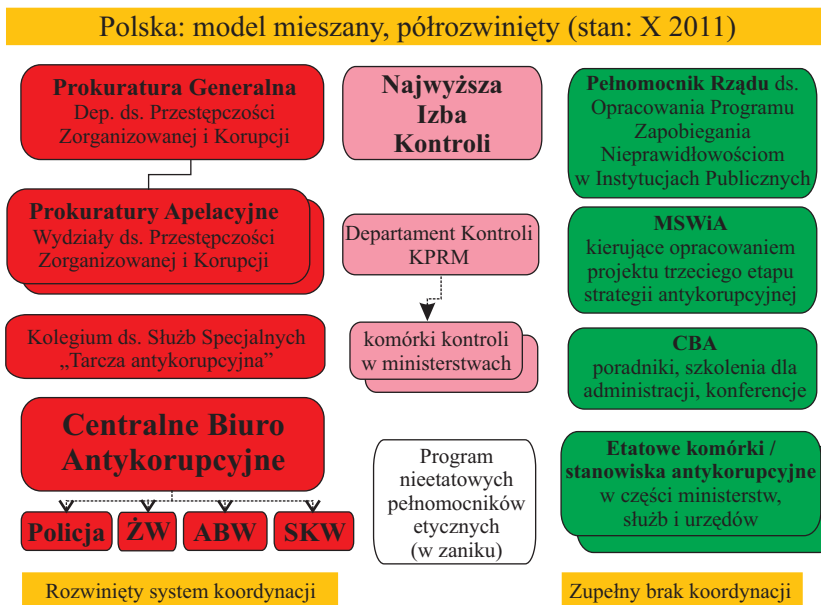 Polska: model mieszany, półrozwinięty (stan: X 2011)
Prokuratura Generalna
Dep. ds. Przestępczości
Zorganizowanej i Korupcji
Prokuratury Apelacyjne
Wydziały ds. Przestępczości
Zorganizowanej i Korupcji
Kolegium ds. Służb Specjalnych
„Tarcza antykorupcyjna”
Centralne Biuro
Antykorupcyjne
Policja
ŻW
ABW
SKW
Rozwinięty system koordynacji
Najwyższa
Izba
Kontroli
Departament Kontroli
KPRM
komórki kontroli
w ministerstwach
Program
nieetatowych
pełnomocników
etycznych
(w zaniku)
Pełnomocnik Rządu ds.
Opracowania Programu
Zapobiegania
Nieprawidłowościom
w Instytucjach Publicznych
MSWiA
kierujące opracowaniem
projektu trzeciego etapu
strategii antykorupcyjnej
CBA
poradniki, szkolenia dla
administracji, konferencje
Etatowe komórki /
stanowiska antykorupcyjne
w części ministerstw,
służb i urzędów
Zupełny brak koordynacji